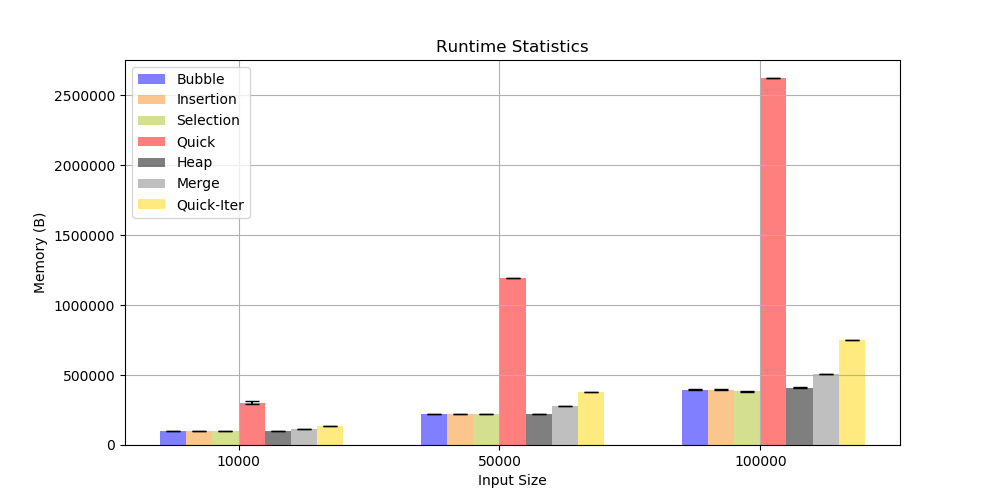 Runtime Statistics
Memory (B)
2500000
2000000
1500000
1000000
500000
0
Bubble
Insertion
Selection
Quick
Heap
Merge
Quick-Iter
10000
50000
100000
Input Size